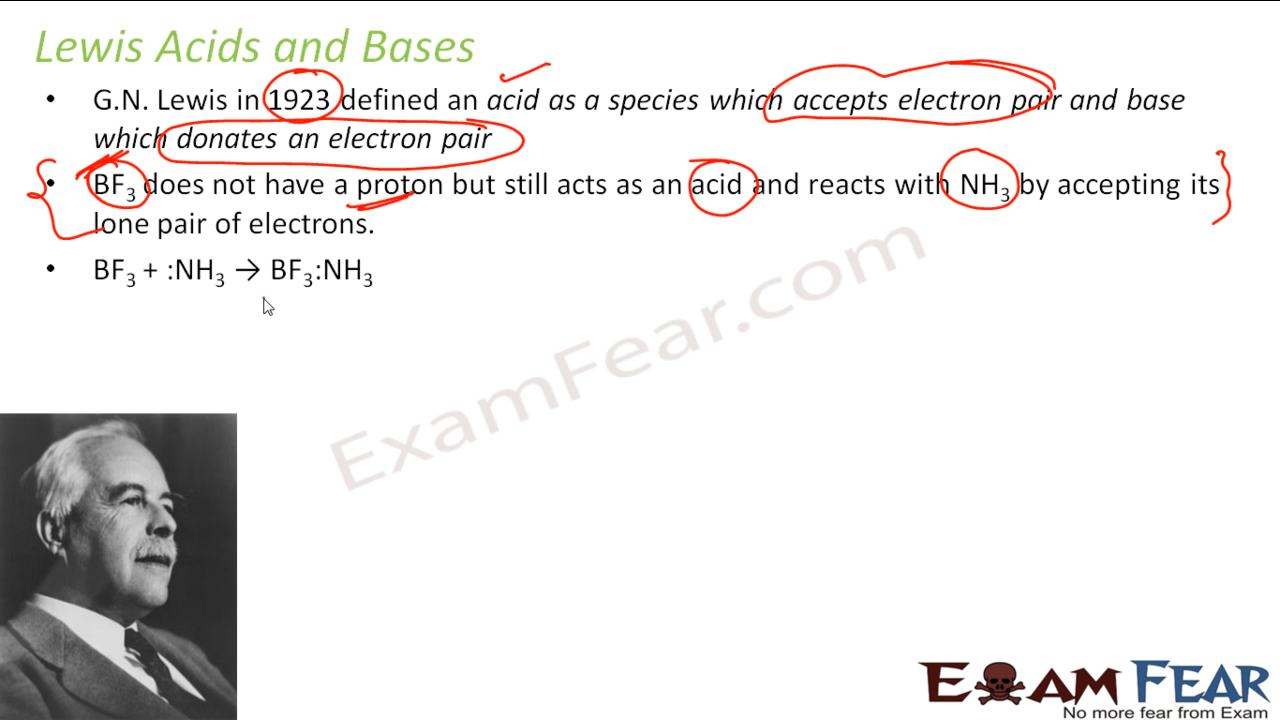 Lewis Acids and Bases
• G.N. Lewis in 1923 defined an acid as a species which accepts electron pair and base
which donates an electron pair
• BF₃ does not have a proton but still acts as an acid and reacts with NH₃ by accepting its
lone pair of electrons.
• BF₃ + :NH₃ → BF₃:NH₃
ExamFear.com
EXAM FEAR
No more fear from Exam